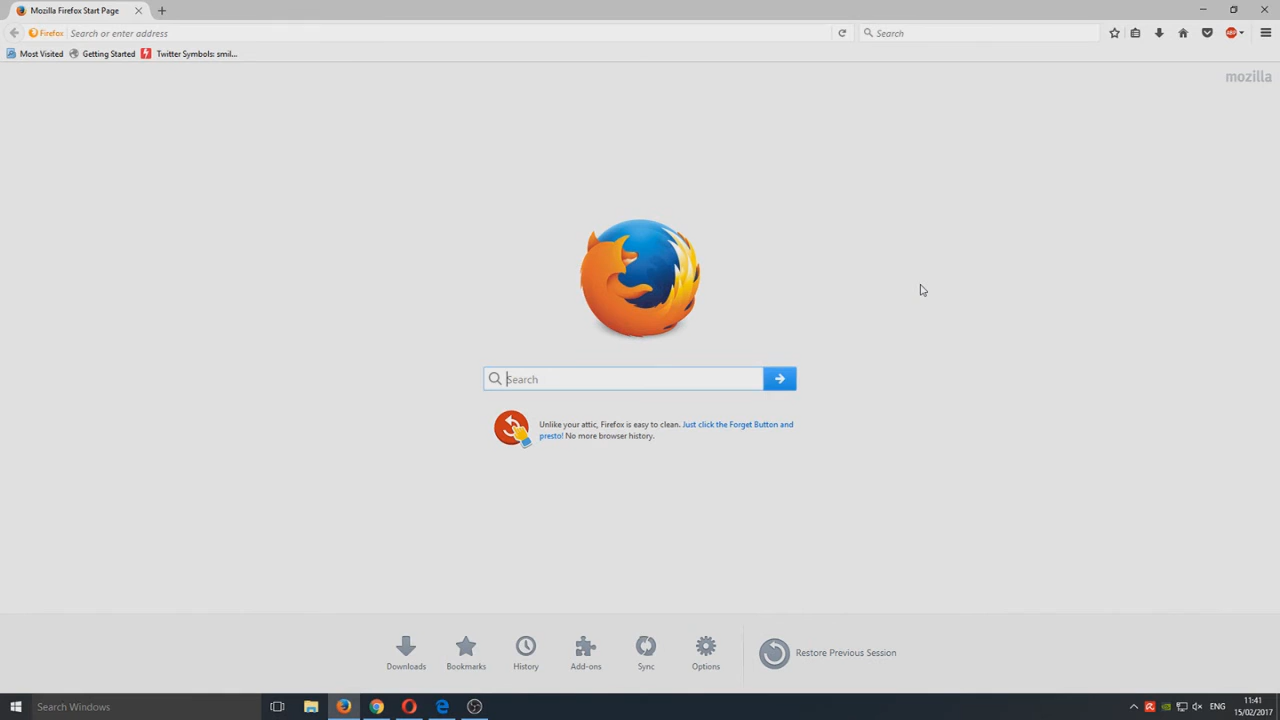 Mozilla Firefox Start Page
Firefox Search or enter address
Search
Most Visited Getting Started Twitter Symbols: smil...
mozilla
Search
Unlike your attic, Firefox is easy to clean. Just click the Forget Button and
presto! No more browser history.
Downloads Bookmarks History Add-ons Sync Options Restore Previous Session
Search Windows
ENG
11:41
15/02/2017